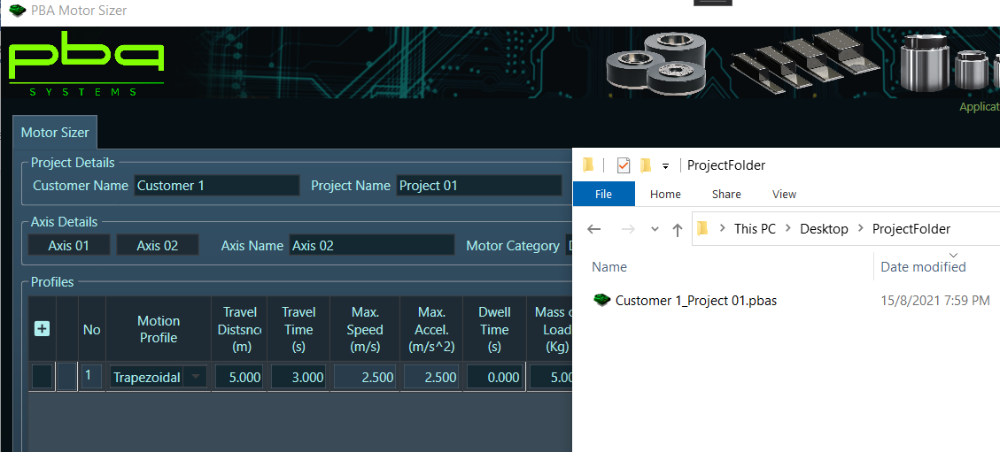 PBA Motor Sizer
pba
SYSTEMS
Applicat
Motor Sizer
Project Details
Customer Name Customer 1 Project Name Project 01
Axis Details
Axis 01 Axis 02 Axis Name Axis 02 Motor Category
Profiles
No Motion Profile Travel Distsnce (m) Travel Time (s) Max. Speed (m/s) Max. Accel. (m/s^2) Dwell Time (s) Mass o Load (Kg)
1 Trapezoidal 5.000 3.000 2.500 2.500 0.000 5.00
ProjectFolder
File Home Share View
This PC > Desktop > ProjectFolder
Name Date modified
Customer 1_Project 01.pbas 15/8/2021 7:59 PM